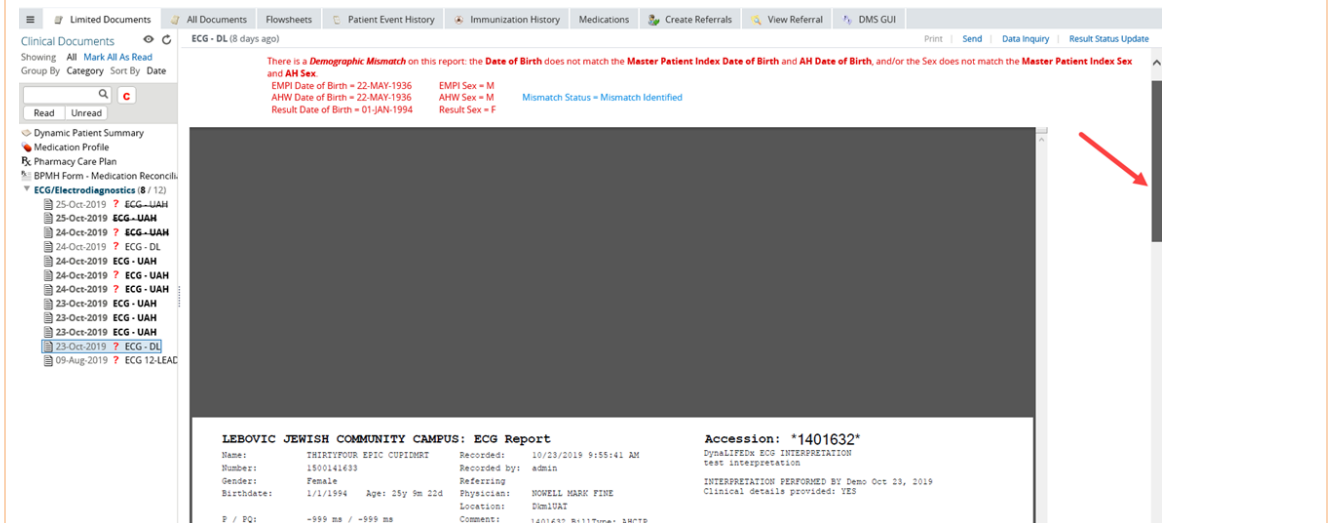 Limited Documents All Documents Flowsheets Patient Event History Immunization History Medications Create Referrals View Referral DMS GUI
Clinical Documents
Showing All Mark All As Read
Group By Category Sort By Date
C
Read Unread
Dynamic Patient Summary
Medication Profile
Pharmacy Care Plan
BPMH Form - Medication Reconcili
ECG/Electrodiagnostics (8 / 12)
25-Oct-2019 ? ECG - UAH
25-Oct-2019 ECG - UAH
24-Oct-2019 ? ECG - UAH
24-Oct-2019 ? ECG - DL
24-Oct-2019 ECG - UAH
24-Oct-2019 ? ECG - UAH
24-Oct-2019 ? ECG - UAH
23-Oct-2019 ECG - UAH
23-Oct-2019 ECG - UAH
23-Oct-2019 ECG - UAH
23-Oct-2019 ? ECG - DL
09-Aug-2019 ? ECG 12-LEAD
ECG - DL (8 days ago) Print Send Data Inquiry Result Status Update
There is a Demographic Mismatch on this report: the Date of Birth does not match the Master Patient Index Date of Birth and AH Date of Birth, and/or the Sex does not match the Master Patient Index Sex
and AH Sex.
EMPI Date of Birth = 22-MAY-1936 EMPI Sex = M
AHW Date of Birth = 22-MAY-1936 AHW Sex = M Mismatch Status = Mismatch Identified
Result Date of Birth = 01-JAN-1994 Result Sex = F
LEBOVIC JEWISH COMMUNITY CAMPUS: ECG Report
Name: THIRTYFOUR EPIC CUPIDMRT
Number: 1500141633
Gender: Female
Birthdate: 1/1/1994 Age: 25y 9m 22d
P / PQ: -999 ms / -999 ms
Recorded: 10/23/2019 9:55:41 AM
Recorded by: admin
Referring
Physician: NOWELL MARK FINE
Location: DkmlUAT
Comment: 1401632 BillType: AHCIP
Accession: *1401632*
DynaLIFEDx ECG INTERPRETATION
test interpretation
INTERPRETATION PERFORMED BY Demo Oct 23, 2019
Clinical details provided: YES